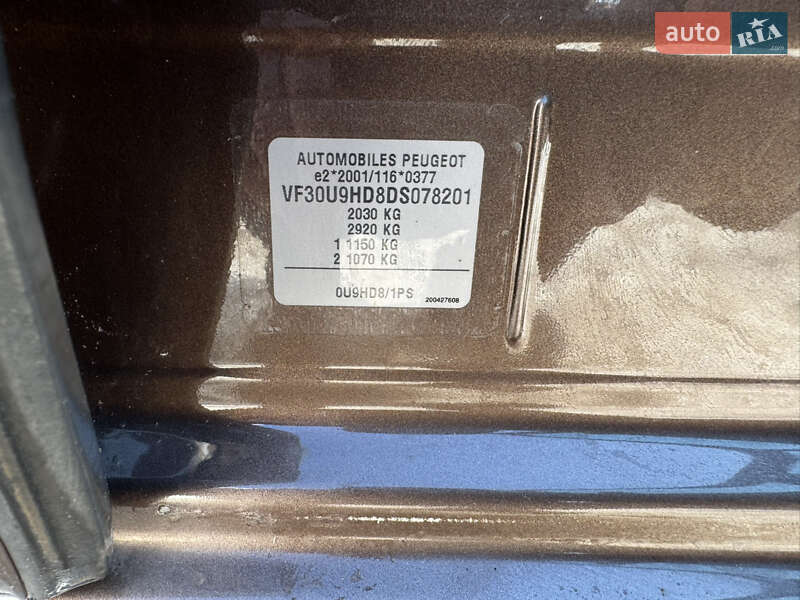 auto RIA
.com
AUTOMOBILES PEUGEOT
e2*2001/116*0377
VF30U9HD8DS078201
2030 KG
2920 KG
1 1150 KG
2 1070 KG
0U9HD8/1PS
200427608